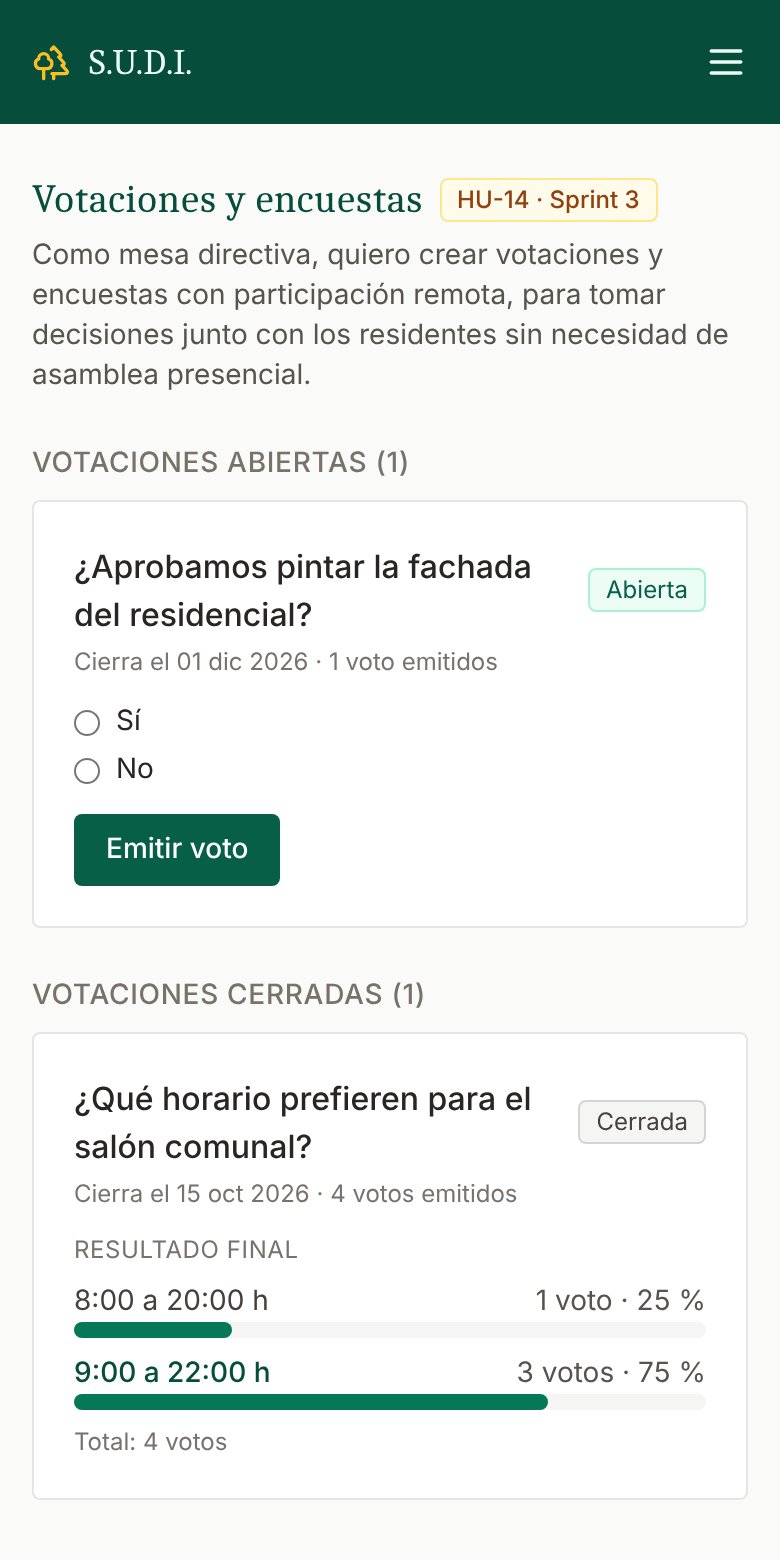 S.U.D.I.
Votaciones y encuestas
HU-14 · Sprint 3
Como mesa directiva, quiero crear votaciones y
encuestas con participación remota, para tomar
decisiones junto con los residentes sin necesidad de
asamblea presencial.
VOTACIONES ABIERTAS (1)
¿Aprobamos pintar la fachada
del residencial?
Abierta
Cierra el 01 dic 2026 · 1 voto emitidos
Sí
No
Emitir voto
VOTACIONES CERRADAS (1)
¿Qué horario prefieren para el
salón comunal?
Cerrada
Cierra el 15 oct 2026 · 4 votos emitidos
RESULTADO FINAL
8:00 a 20:00 h 1 voto · 25 %
9:00 a 22:00 h 3 votos · 75 %
Total: 4 votos